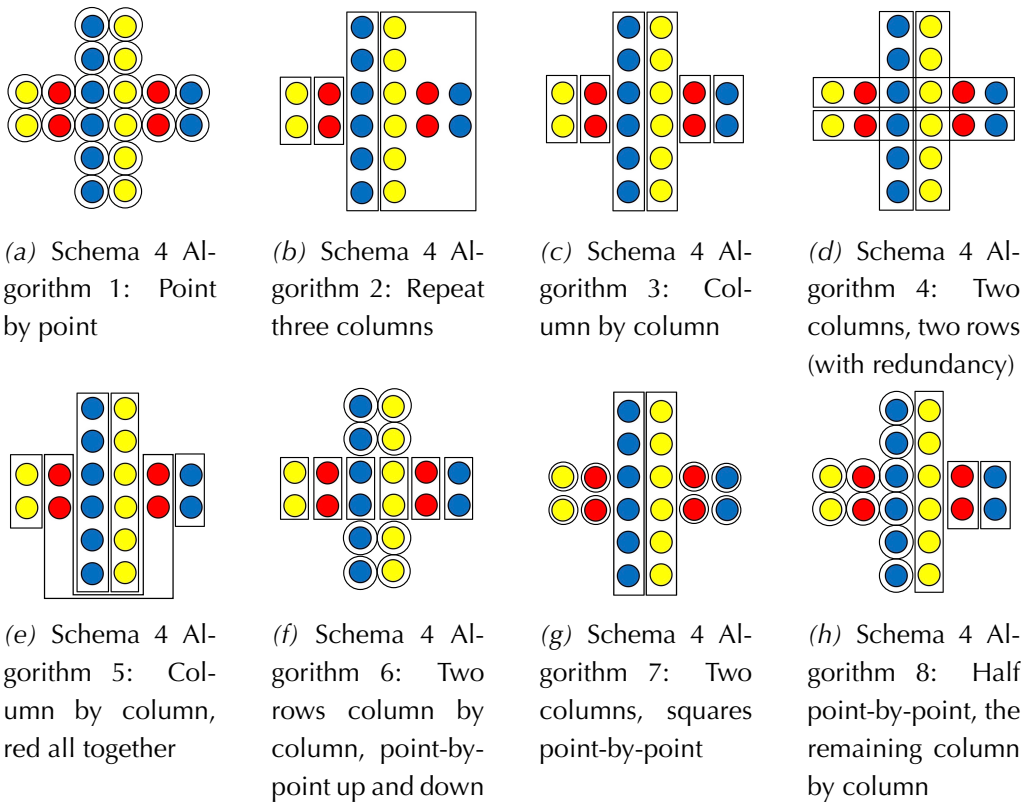 (a) Schema 4 Al-
gorithm 1: Point
by point
(b) Schema 4 Al-
gorithm 2: Repeat
three columns
(c) Schema 4 Al-
gorithm 3: Col-
umn by column
(d) Schema 4 Al-
gorithm 4: Two
columns, two rows
(with redundancy)
(e) Schema 4 Al-
gorithm 5: Col-
umn by column,
red all together
(f) Schema 4 Al-
gorithm 6: Two
rows column by
column, point-by-
point up and down
(g) Schema 4 Al-
gorithm 7: Two
columns, squares
point-by-point
(h) Schema 4 Al-
gorithm 8: Half
point-by-point, the
remaining column
by column